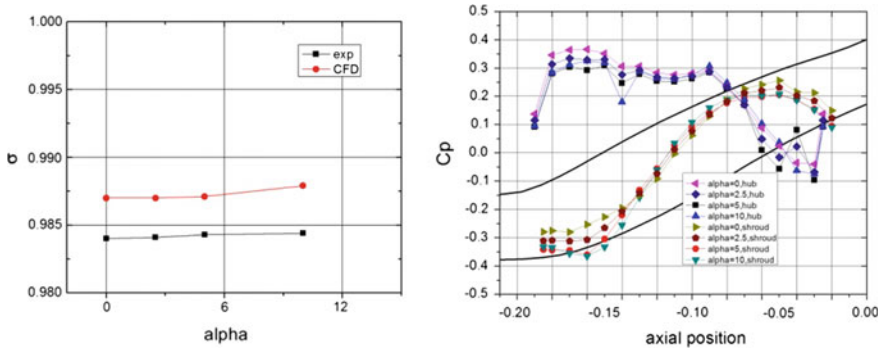 1.000
0.995
0.990
0.985
0.980
σ
exp
CFD
0
6
12
alpha
0.5
0.4
0.3
0.2
0.1
0.0
-0.1
-0.2
-0.3
-0.4
-0.5
Cp
alpha=0,hub
alpha=2.5,hub
alpha=5,hub
alpha=10,hub
alpha=0,shroud
alpha=2.5,shroud
alpha=5,shroud
alpha=10,shroud
-0.20
-0.15
-0.10
-0.05
0.00
axial position